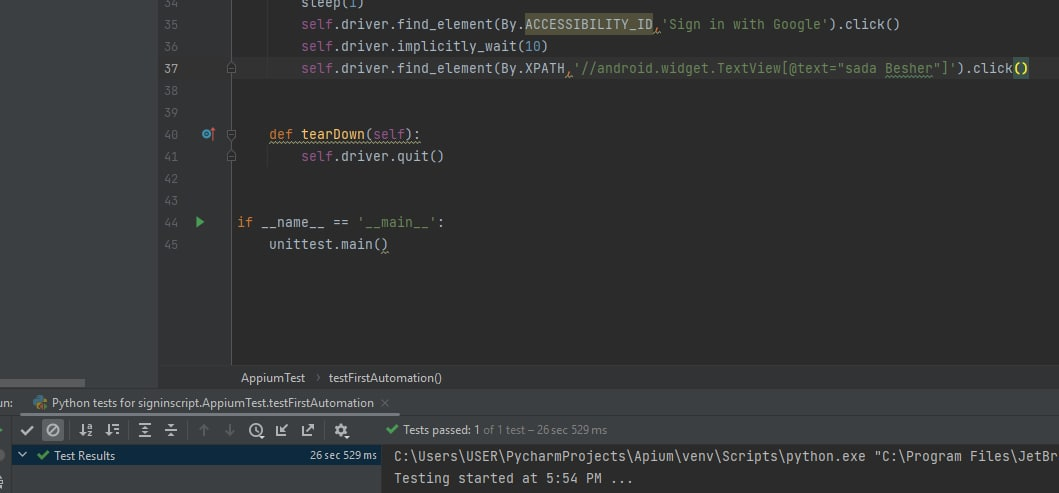 34 sleep(1)
35 self.driver.find_element(By.ACCESSIBILITY_ID,'Sign in with Google').click()
36 self.driver.implicitly_wait(10)
37 self.driver.find_element(By.XPATH,'//android.widget.TextView[@text="sada Besher"]').click()
38
39
40 def tearDown(self):
41 self.driver.quit()
42
43
44 if __name__ == '__main__':
45 unittest.main()
AppiumTest › testFirstAutomation()
un: Python tests for signinscript.AppiumTest.testFirstAutomation ×
Tests passed: 1 of 1 test – 26 sec 529 ms
Test Results 26 sec 529 ms
C:\Users\USER\PycharmProjects\Apium\venv\Scripts\python.exe "C:\Program Files\JetBr
Testing started at 5:54 PM ...